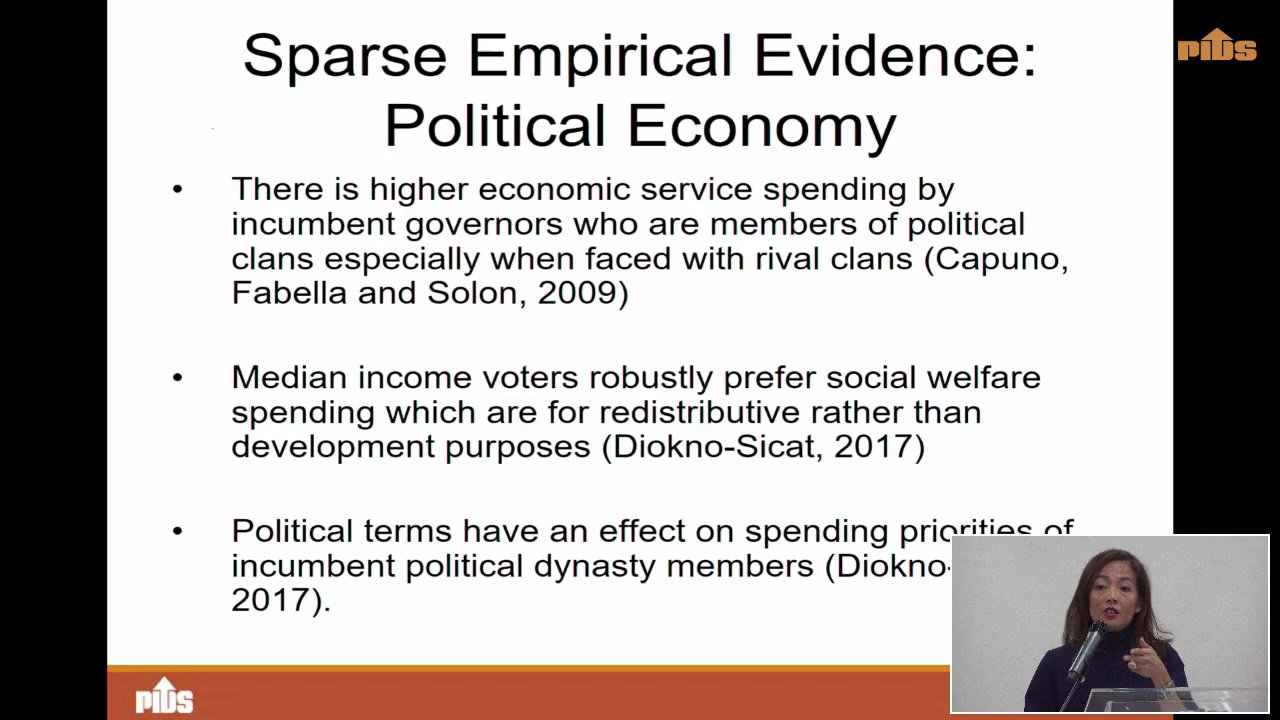 Sparse Empirical Evidence:
Political Economy
PIDS
• There is higher economic service spending by
incumbent governors who are members of political
clans especially when faced with rival clans (Capuno,
Fabella and Solon, 2009)
• Median income voters robustly prefer social welfare
spending which are for redistributive rather than
development purposes (Diokno-Sicat, 2017)
• Political terms have an effect on spending priorities of
incumbent political dynasty members (Diokno-
2017).
PIDS